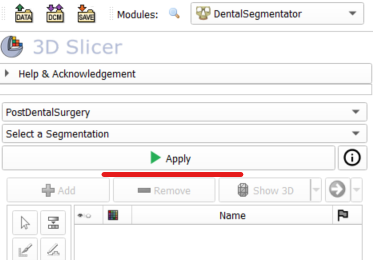 DATA DCM SAVE Modules: DentalSegmentator
3D Slicer
Help & Acknowledgement
PostDentalSurgery
Select a Segmentation
Apply
Add Remove Show 3D
Name